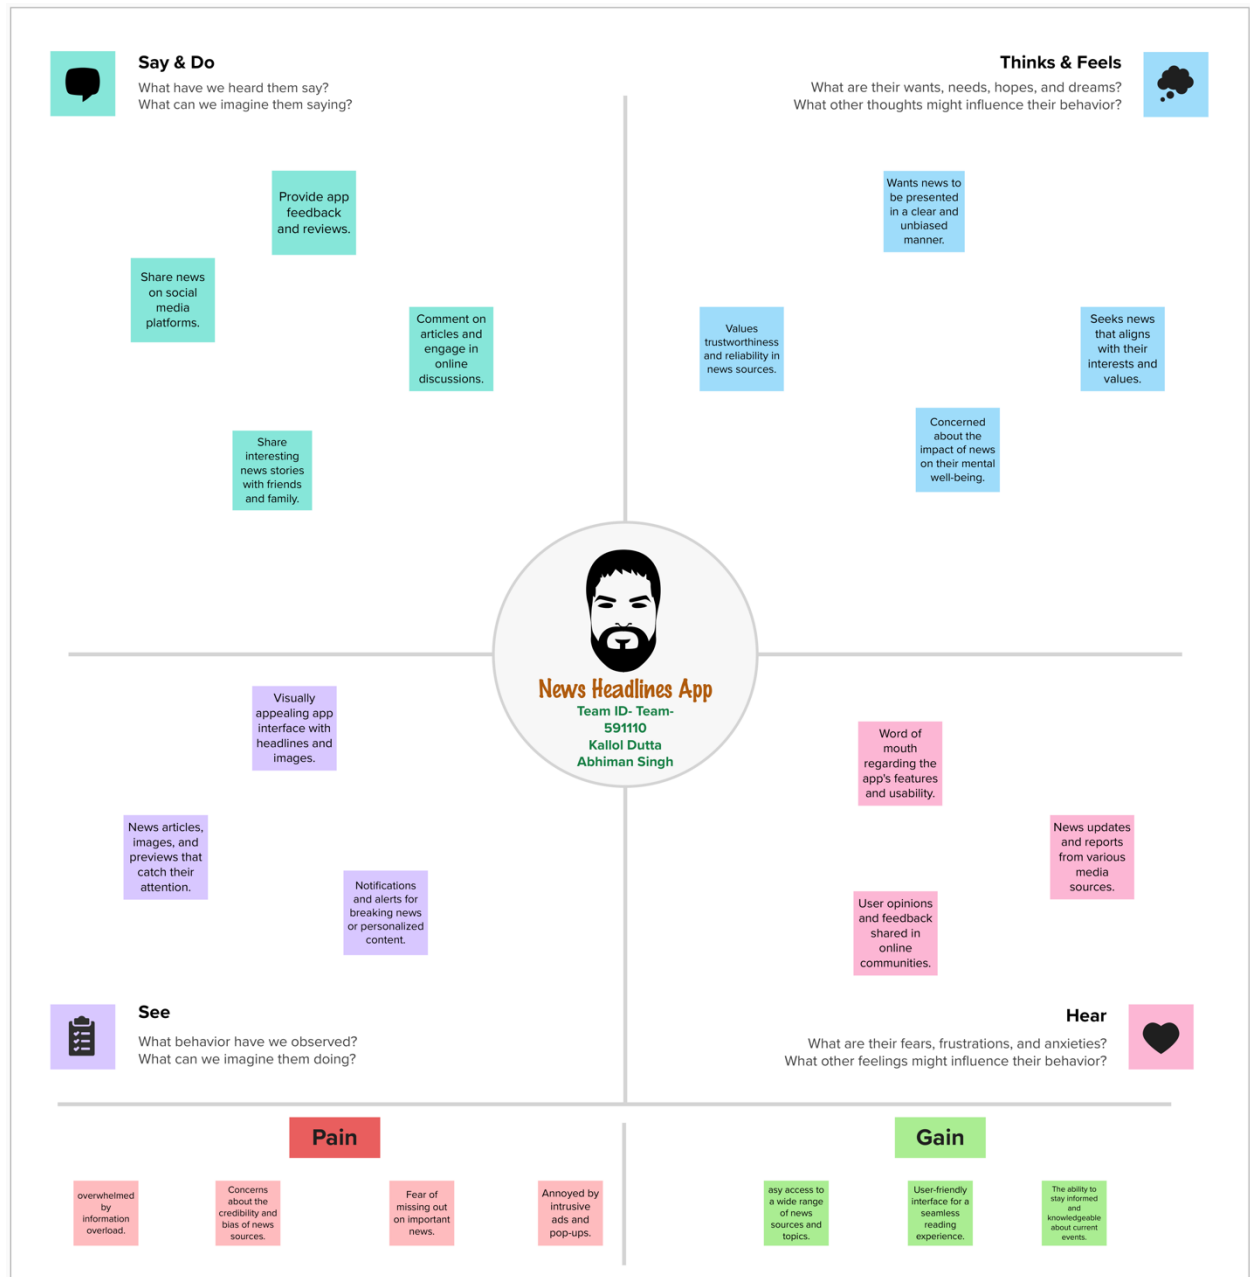 Say & Do
What have we heard them say?
What can we imagine them saying?
Thinks & Feels
What are their wants, needs, hopes, and dreams?
What other thoughts might influence their behavior?
Provide app
feedback
and reviews.
Share news
on social
media
platforms.
Comment on
articles and
engage in
online
discussions.
Share
interesting
news stories
with friends
and family.
Wants news to
be presented
in a clear and
unbiased
manner.
Values
trustworthiness
and reliability in
news sources.
Seeks news
that aligns
with their
interests and
values.
Concerned
about the
impact of news
on their mental
well-being.
News Headlines App
Team ID- Team-
591110
Kallol Dutta
Abhiman Singh
Visually
appealing app
interface with
headlines and
images.
News articles,
images, and
previews that
catch their
attention.
Notifications
and alerts for
breaking news
or personalized
content.
Word of
mouth
regarding the
app's features
and usability.
News updates
and reports
from various
media
sources.
User opinions
and feedback
shared in
online
communities.
See
What behavior have we observed?
What can we imagine them doing?
Hear
What are their fears, frustrations, and anxieties?
What other feelings might influence their behavior?
Pain
overwhelmed
by
information
overload.
Concerns
about the
credibility and
bias of news
sources.
Fear of
missing out
on important
news.
Annoyed by
intrusive
ads and
pop-ups.
Gain
asy access to
a wide range
of news
sources and
topics.
User-friendly
interface for a
seamless
reading
experience.
The ability to
stay informed
and
knowledgeable
about current
events.